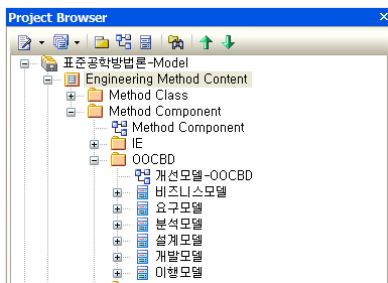 Project Browser
표준공학방법론-Model
Engineering Method Content
Method Class
Method Component
Method Component
IE
OOCBD
개선모델-OOCBD
비즈니스모델
요구모델
분석모델
설계모델
개발모델
이행모델